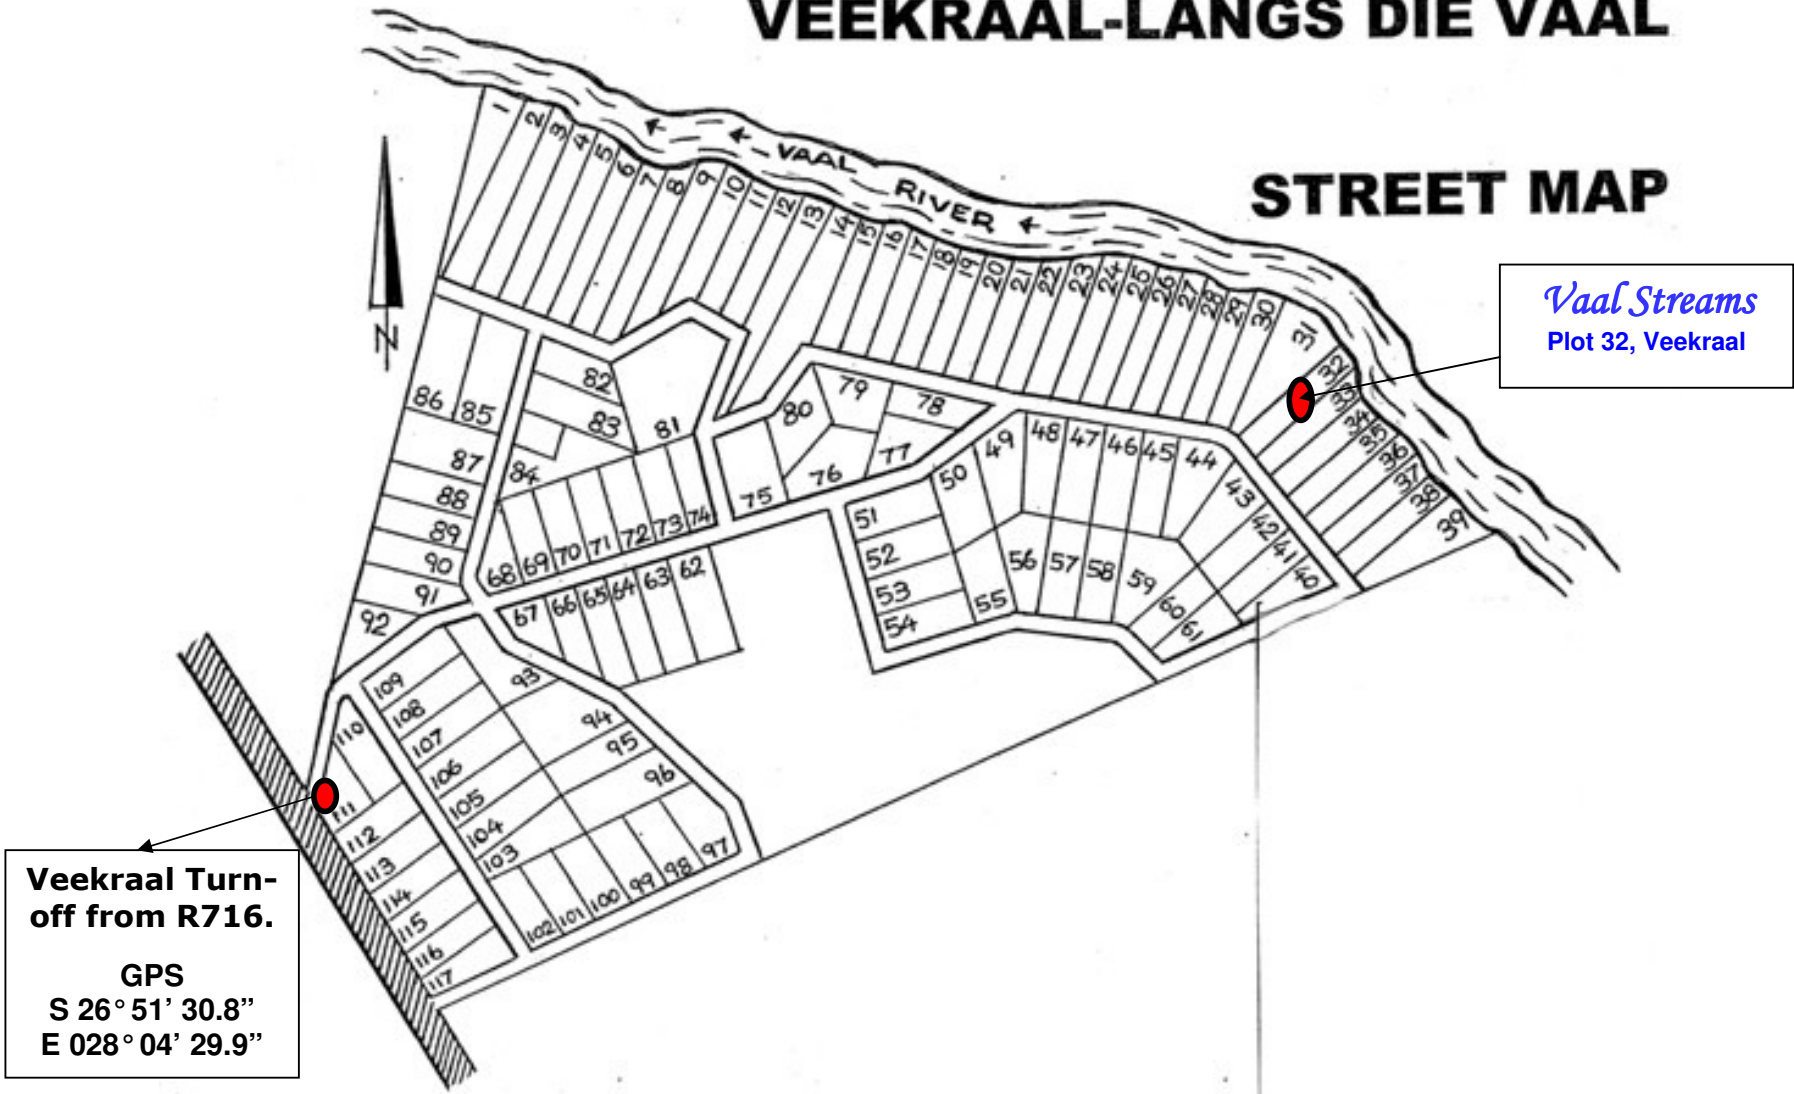 VEEKRAAL-LANGS DIE VAAL
STREET MAP
VAAL RIVER
N
Vaal Streams
Plot 32, Veekraal
1 2 3 4 5 6 7 8 9 10 11 12 13 14 15 16 17 18 19 20 21 22 23 24 25 26 27 28 29 30 31 32 33 34 35 36 37 38 39
86 85 82 83 81 84 80 79 78 77 76 75
87
88
89
90
91
92
68 69 70 71 72 73 74
67 66 65 64 63 62
51
52
53
54
50 49 48 47 46 45 44 43 42 41 40
55 56 57 58 59 60 61
93
94
95
96
97
98
99
100
101
102
109
108
107
106
105
104
103
110
111
112
113
114
115
116
117
Veekraal Turn-
off from R716.
GPS
S 26° 51’ 30.8”
E 028° 04’ 29.9”